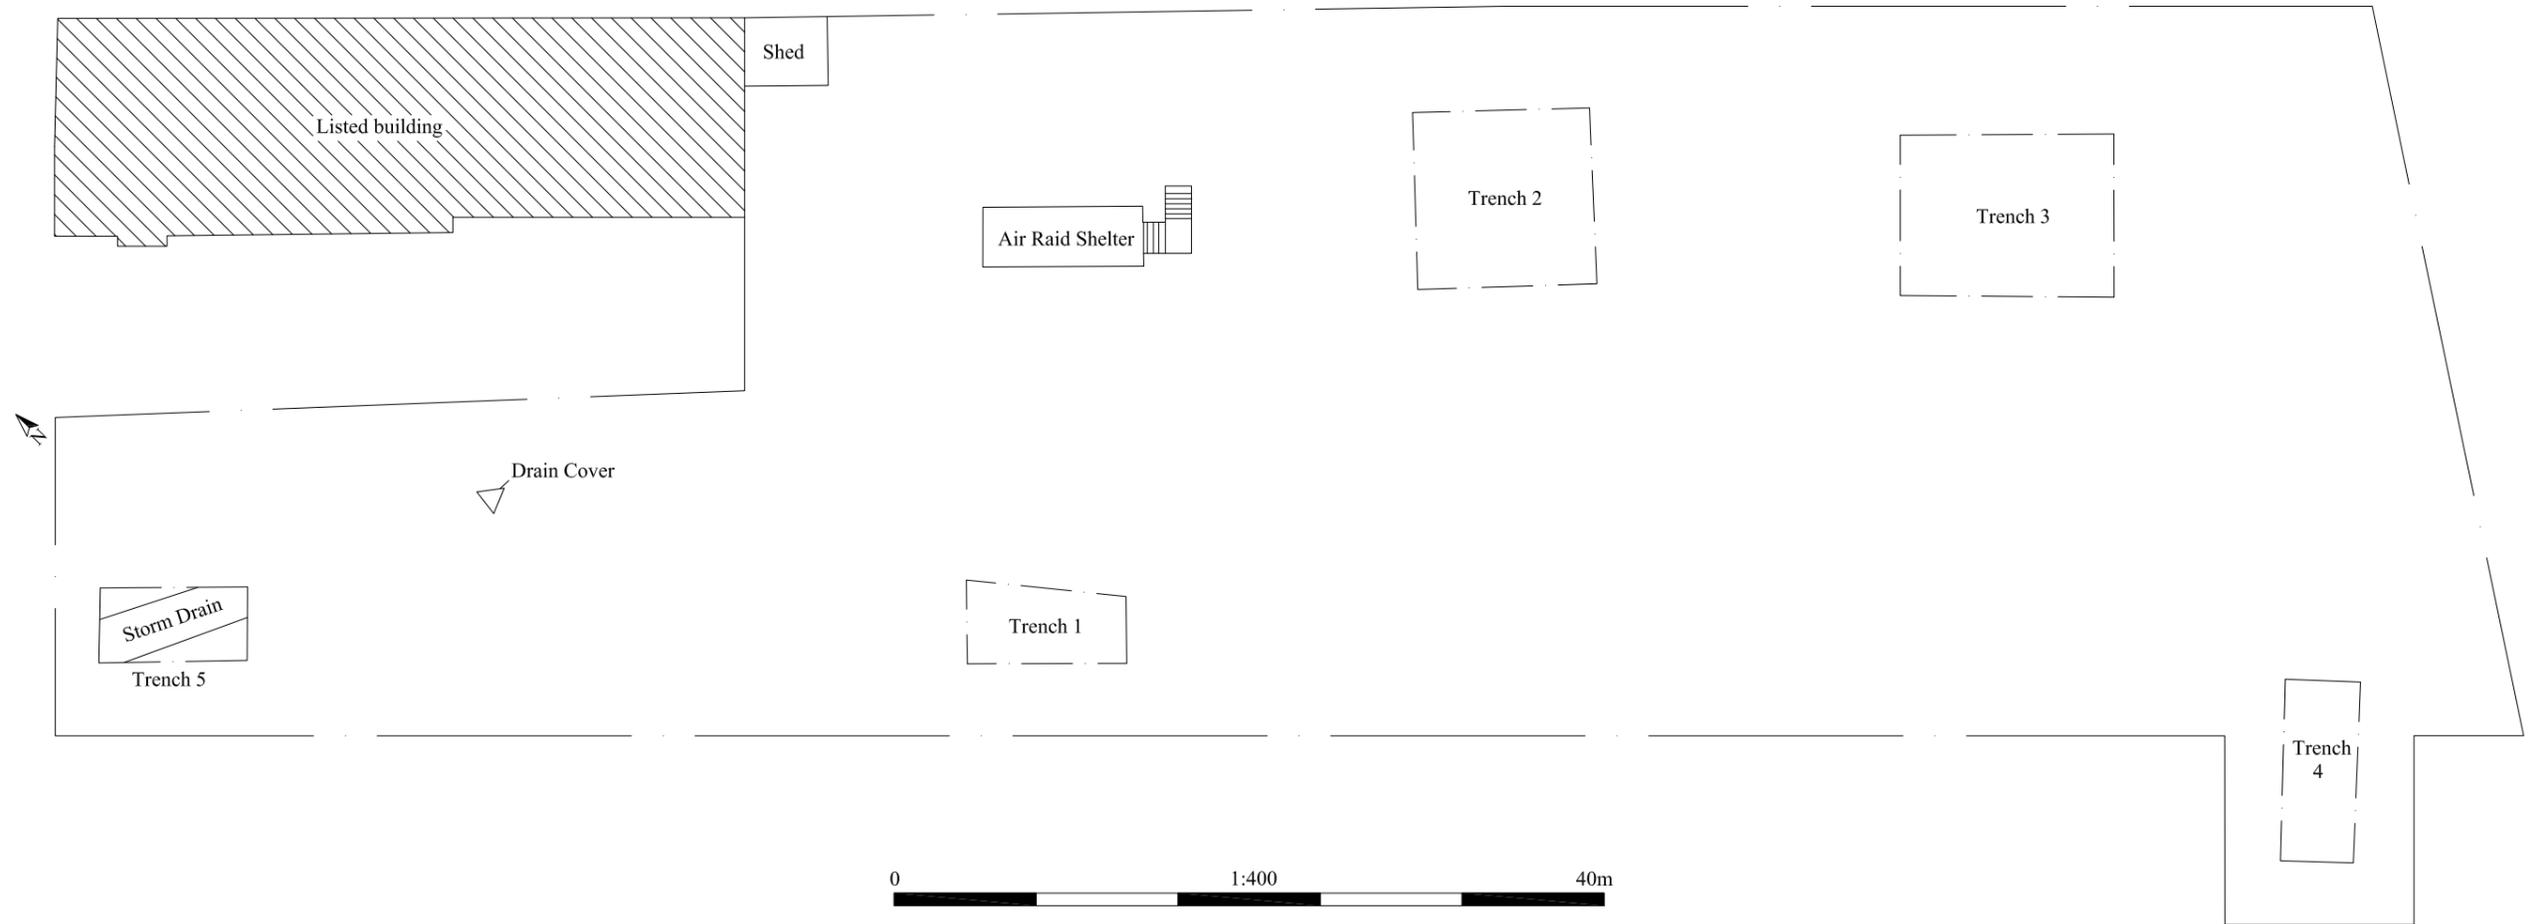 Shed
Listed building
Trench 2
Trench 3
Air Raid Shelter
N
Drain Cover
Storm Drain
Trench 1
Trench 5
Trench
4
0 1:400 40m